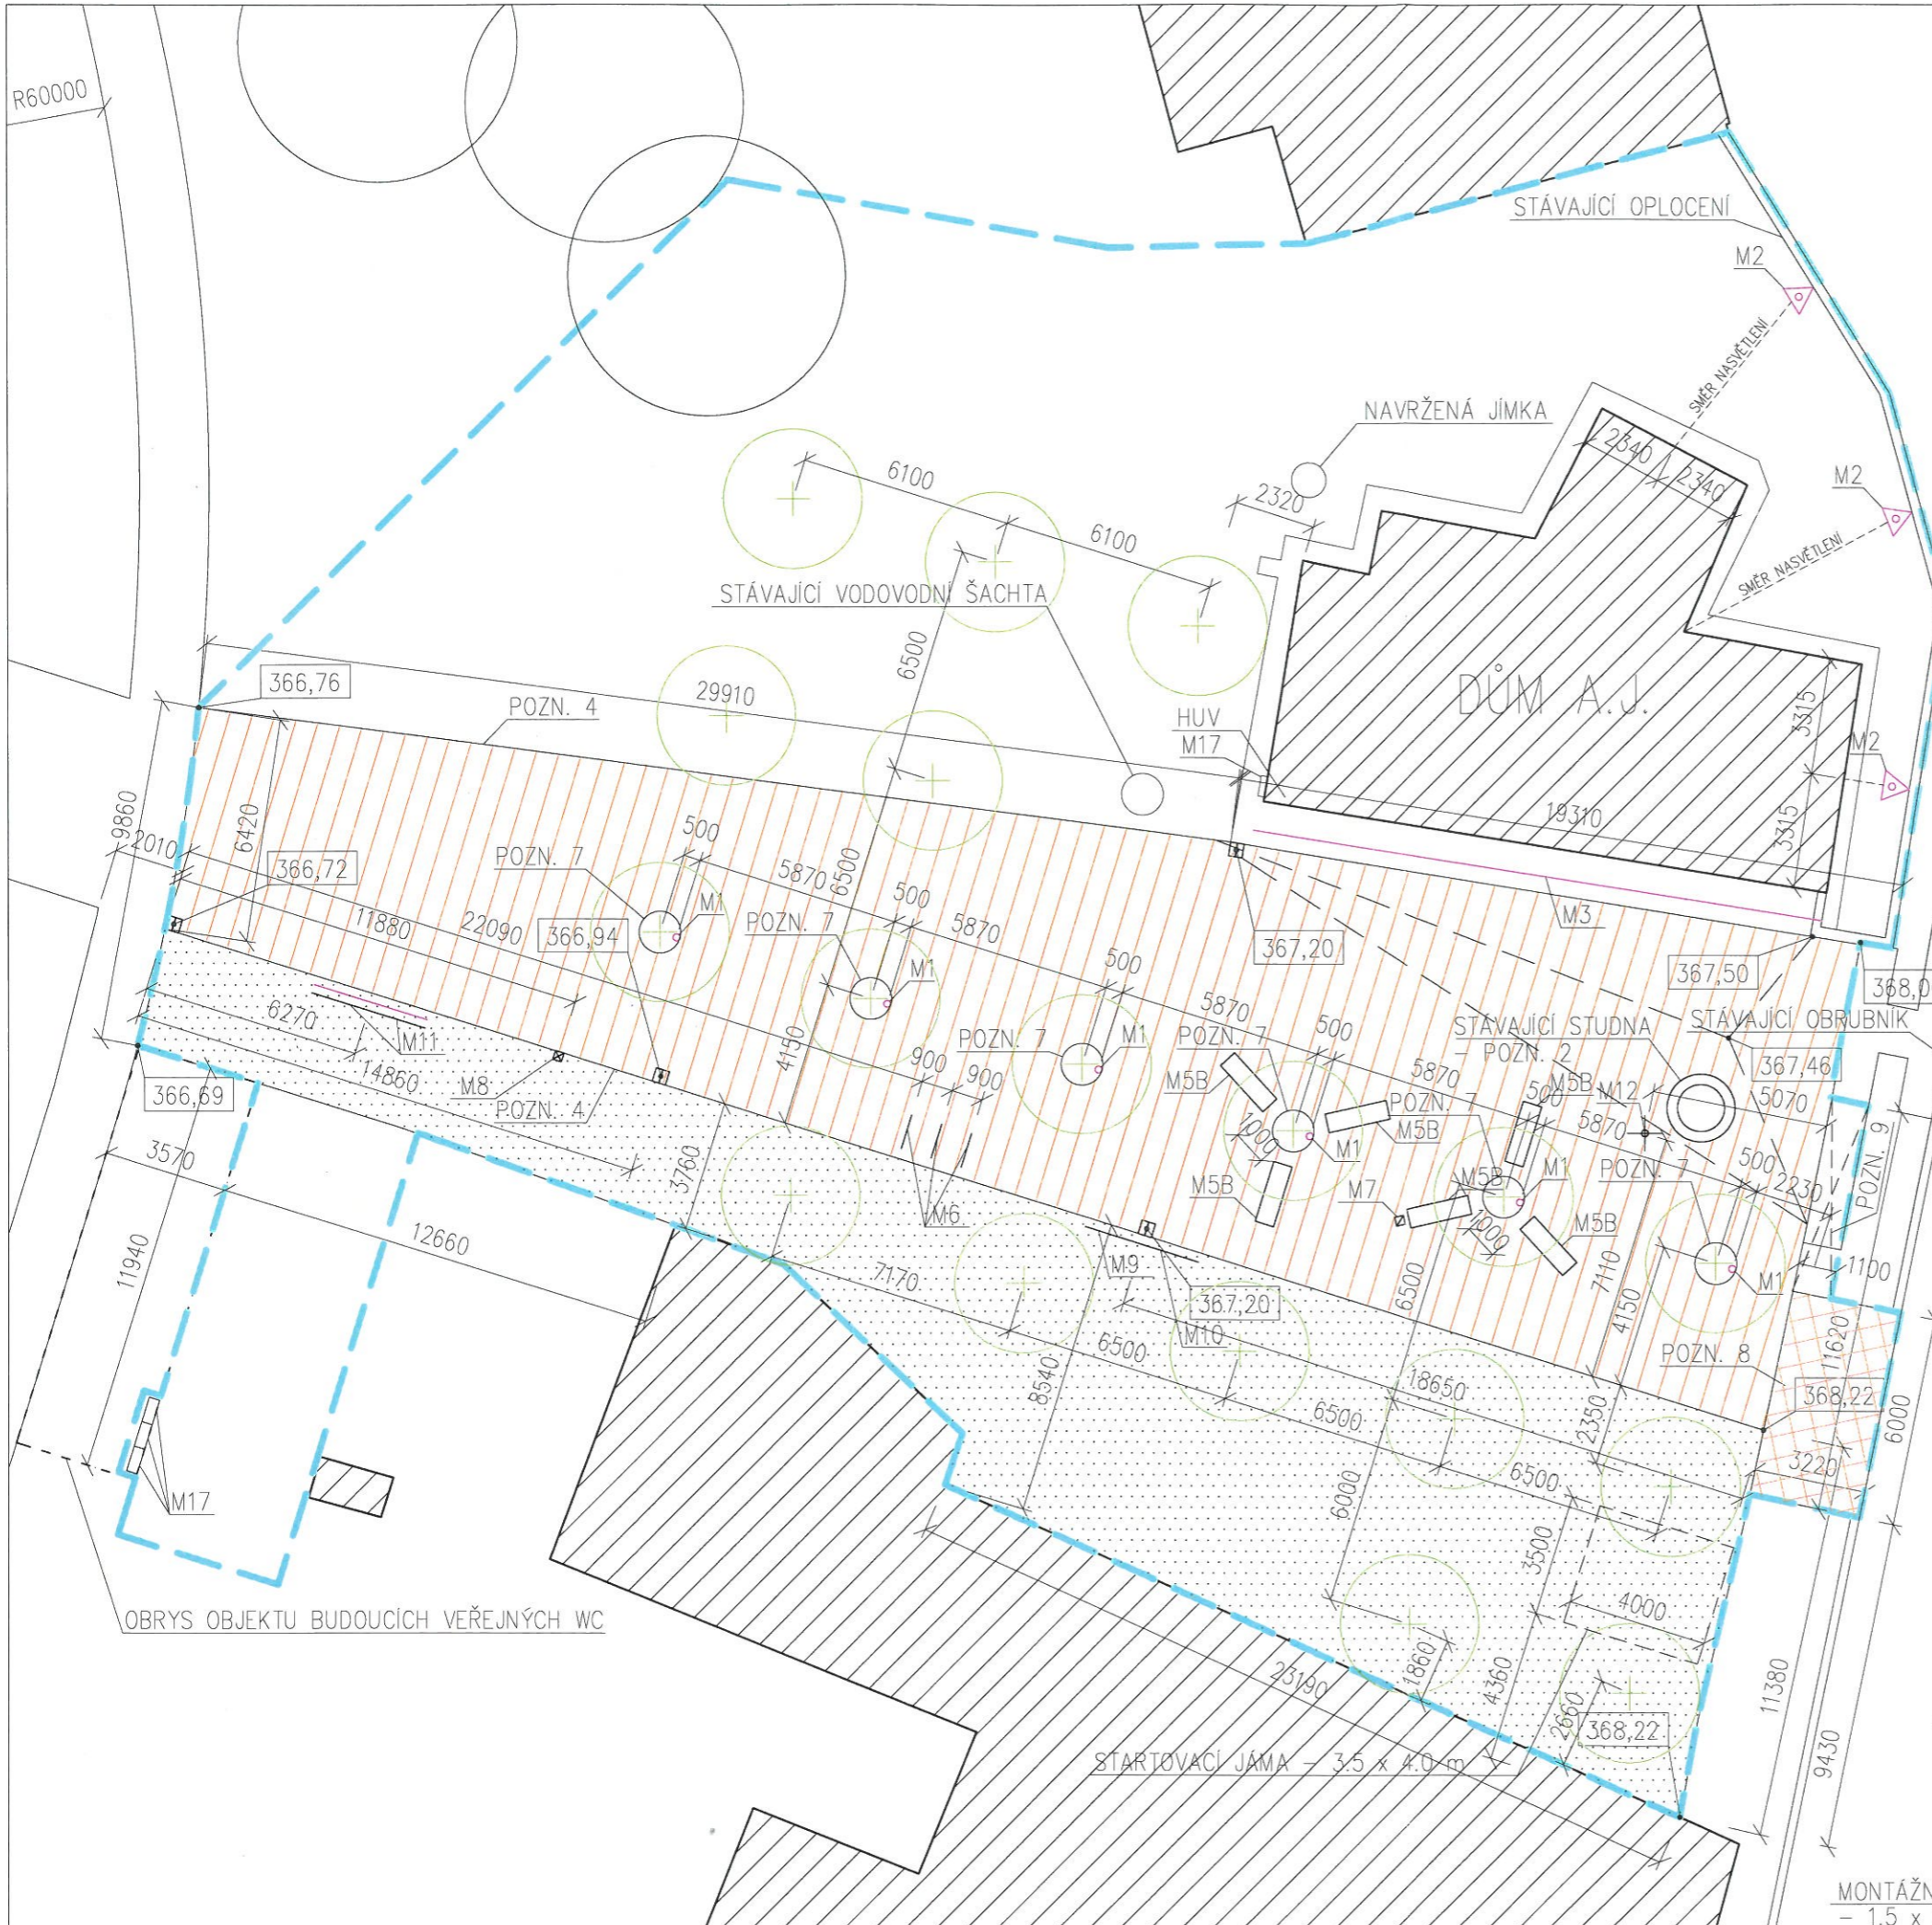 R60000
STÁVAJÍCÍ OPLOCENÍ
M2
SMĚR NASVĚTLENÍ
NAVRŽENÁ JÍMKA
2340
2340
6100
2320
M2
6100
SMĚR NASVĚTLENÍ
STÁVAJÍCÍ VODOVODNÍ ŠACHTA
6500
366,76
29910
POZN. 4
DŮM A.J.
3315
HUV
M17
M2
9860
6420
19310
3315
2010
500
5870
6500
POZN. 7
366,72
500
M1
5870
M3
11880
22090
366,94
POZN. 7
367,20
500
367,50
368,0
M1
6270
5870
STÁVAJÍCÍ STUDNA
- POZN. 2
STÁVAJÍCÍ OBRUBNÍK
M11
4150
POZN. 7
M1
POZN. 7
500
367,46
14860
M8
900
900
5870
M5B
M5B
500
M12
5070
366,69
POZN. 4
POZN. 7
M5B
5870
POZN. 9
3570
3760
1000
M1
M5B
M1
POZN. 7
500
2230
M5B
M7
M6
M5B
1000
12660
11940
7170
M9
6500
7110
M1
1100
367,20
M10
4150
6500
11620
POZN. 8
8540
18650
368,22
6000
6500
2350
3220
6000
6500
M17
3500
4000
OBRYS OBJEKTU BUDOUCÍCH VEŘEJNÝCH WC
23190
1860
4360
2660
11380
368,22
STARTOVACÍ JÁMA - 3.5 x 4.0 m
9430
MONTÁŽN
- 1.5 x